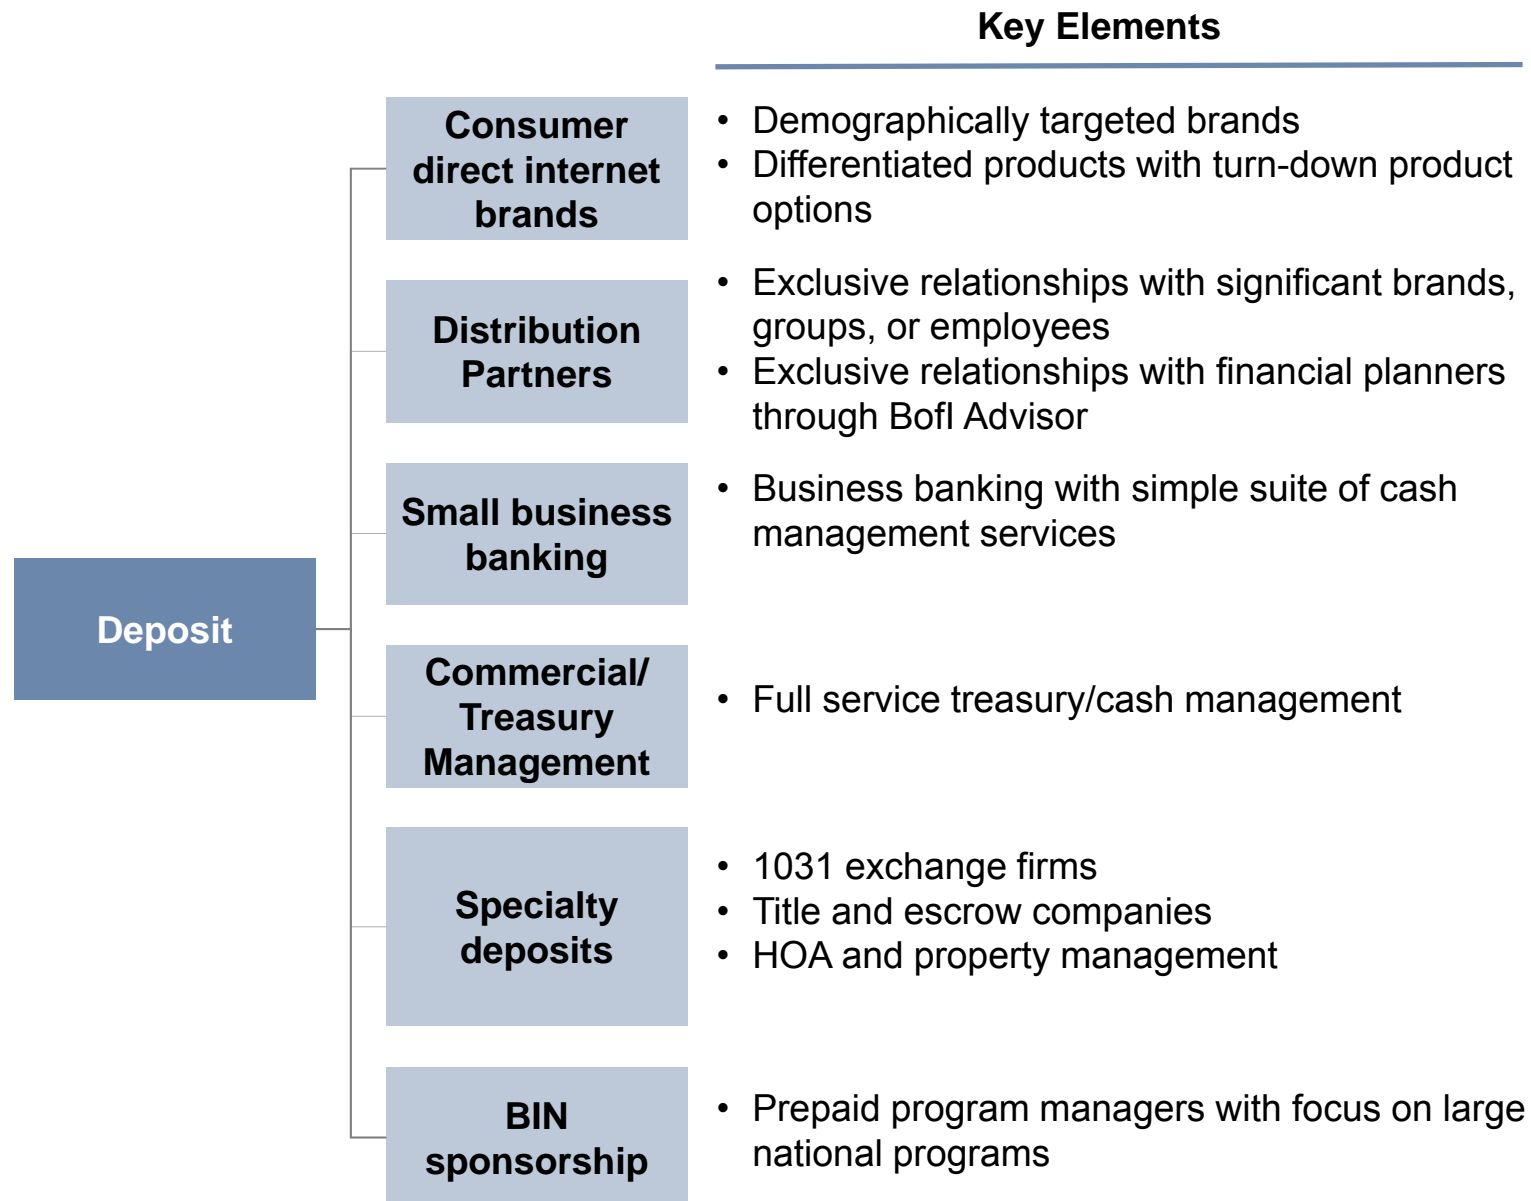 Key Elements
Deposit
Consumer
direct internet
brands
• Demographically targeted brands
• Differentiated products with turn-down product
options
Distribution
Partners
• Exclusive relationships with significant brands,
groups, or employees
• Exclusive relationships with financial planners
through BofI Advisor
Small business
banking
• Business banking with simple suite of cash
management services
Commercial/
Treasury
Management
• Full service treasury/cash management
Specialty
deposits
• 1031 exchange firms
• Title and escrow companies
• HOA and property management
BIN
sponsorship
• Prepaid program managers with focus on large
national programs